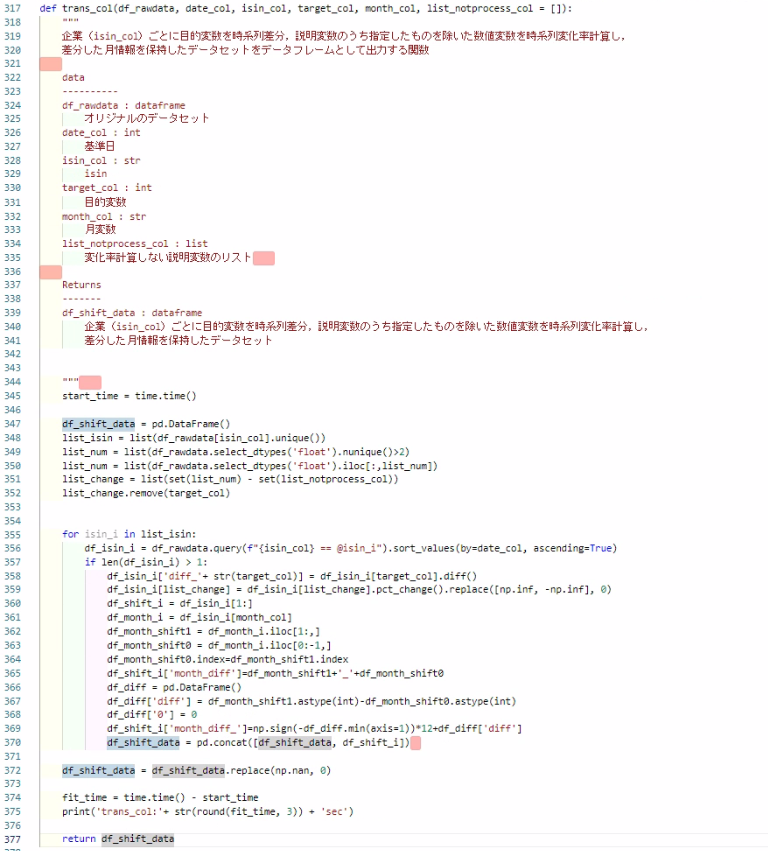 317 def trans_col(df_rawdata, date_col, isin_col, target_col, month_col, list_notprocess_col = []):
318 """
319 企業（isin_col）ごとに目的変数を時系列差分，説明変数のうち指定したものを除いた数値変数を時系列変化率計算し，
320 差分した月情報を保持したデータセットをデータフレームとして出力する関数
321
322 data
323 ----------
324 df_rawdata : dataframe
325 オリジナルのデータセット
326 date_col : int
327 基準日
328 isin_col : str
329 isin
330 target_col : int
331 目的変数
332 month_col : str
333 月変数
334 list_notprocess_col : list
335 変化率計算しない説明変数のリスト
336
337 Returns
338 -------
339 df_shift_data : dataframe
340 企業（isin_col）ごとに目的変数を時系列差分，説明変数のうち指定したものを除いた数値変数を時系列変化率計算し，
341 差分した月情報を保持したデータセット
342
343
344 """
345 start_time = time.time()
346
347 df_shift_data = pd.DataFrame()
348 list_isin = list(df_rawdata[isin_col].unique())
349 list_num = list(df_rawdata.select_dtypes('float').nunique()>2)
350 list_num = list(df_rawdata.select_dtypes('float').iloc[:,list_num])
351 list_change = list(set(list_num) - set(list_notprocess_col))
352 list_change.remove(target_col)
353
354
355 for isin_i in list_isin:
356 df_isin_i = df_rawdata.query(f"{isin_col} == @isin_i").sort_values(by=date_col, ascending=True)
357 if len(df_isin_i) > 1:
358 df_isin_i['diff_'+ str(target_col)] = df_isin_i[target_col].diff()
359 df_isin_i[list_change] = df_isin_i[list_change].pct_change().replace([np.inf, -np.inf], 0)
360 df_shift_i = df_isin_i[1:]
361 df_month_i = df_isin_i[month_col]
362 df_month_shift1 = df_month_i.iloc[1:,]
363 df_month_shift0 = df_month_i.iloc[0:-1,]
364 df_month_shift0.index=df_month_shift1.index
365 df_shift_i['month_diff']=df_month_shift1+'_'+df_month_shift0
366 df_diff = pd.DataFrame()
367 df_diff['diff'] = df_month_shift1.astype(int)-df_month_shift0.astype(int)
368 df_diff['0'] = 0
369 df_shift_i['month_diff_']=np.sign(-df_diff.min(axis=1))*12+df_diff['diff']
370 df_shift_data = pd.concat([df_shift_data, df_shift_i])
371
372 df_shift_data = df_shift_data.replace(np.nan, 0)
373
374 fit_time = time.time() - start_time
375 print('trans_col:'+ str(round(fit_time, 3)) + 'sec')
376
377 return df_shift_data